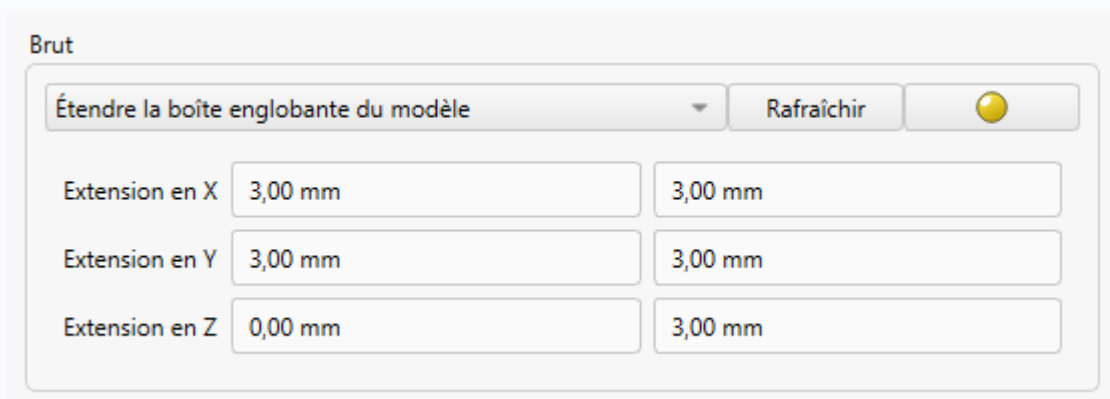 Brut
Étendre la boîte englobante du modèle Rafraîchir
Extension en X 3,00 mm 3,00 mm
Extension en Y 3,00 mm 3,00 mm
Extension en Z 0,00 mm 3,00 mm